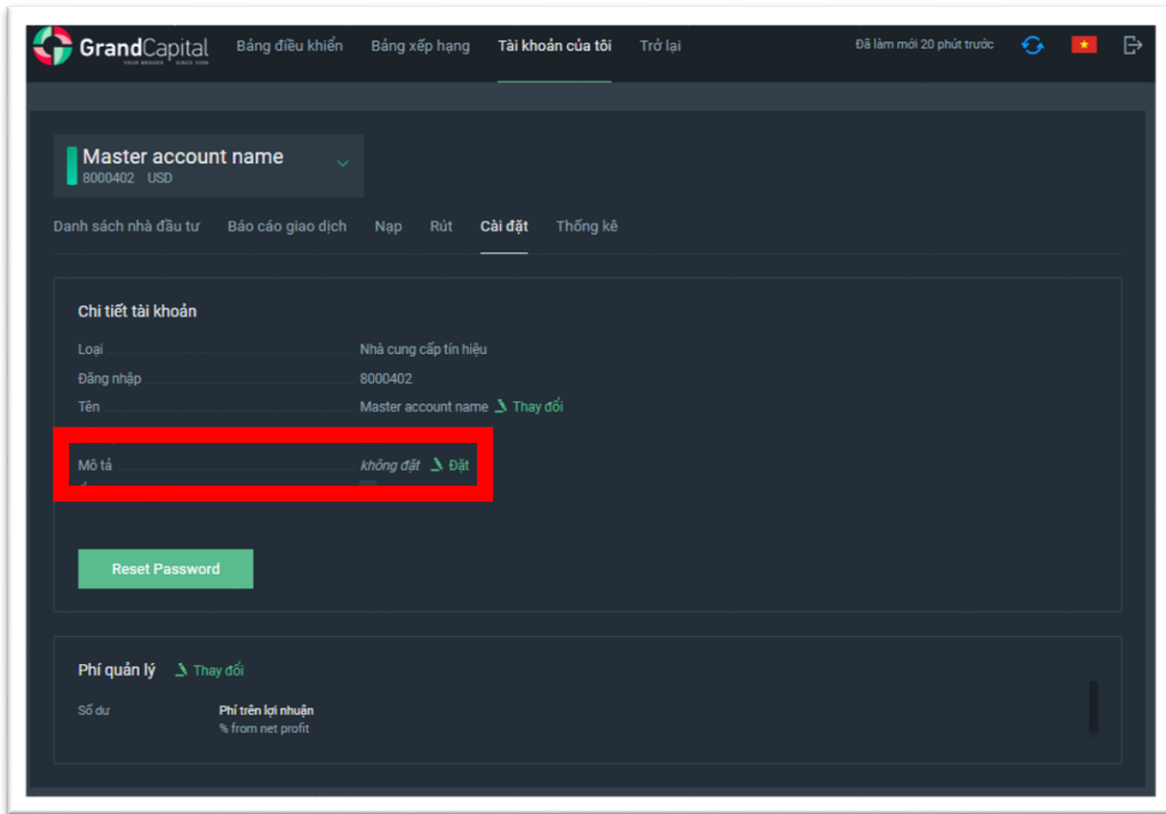 GrandCapital Bảng điều khiển Bảng xếp hạng Tài khoản của tôi Trở lại Đã làm mới 20 phút trước
YOUR BROKER SINCE 2006
Master account name
8000402 USD
Danh sách nhà đầu tư Báo cáo giao dịch Nạp Rút Cài đặt Thống kê
Chi tiết tài khoản
Loại Nhà cung cấp tín hiệu
Đăng nhập 8000402
Tên Master account name Thay đổi
Mô tả không đặt Đặt
Reset Password
Phí quản lý Thay đổi
Số dư Phí trên lợi nhuận
% from net profit